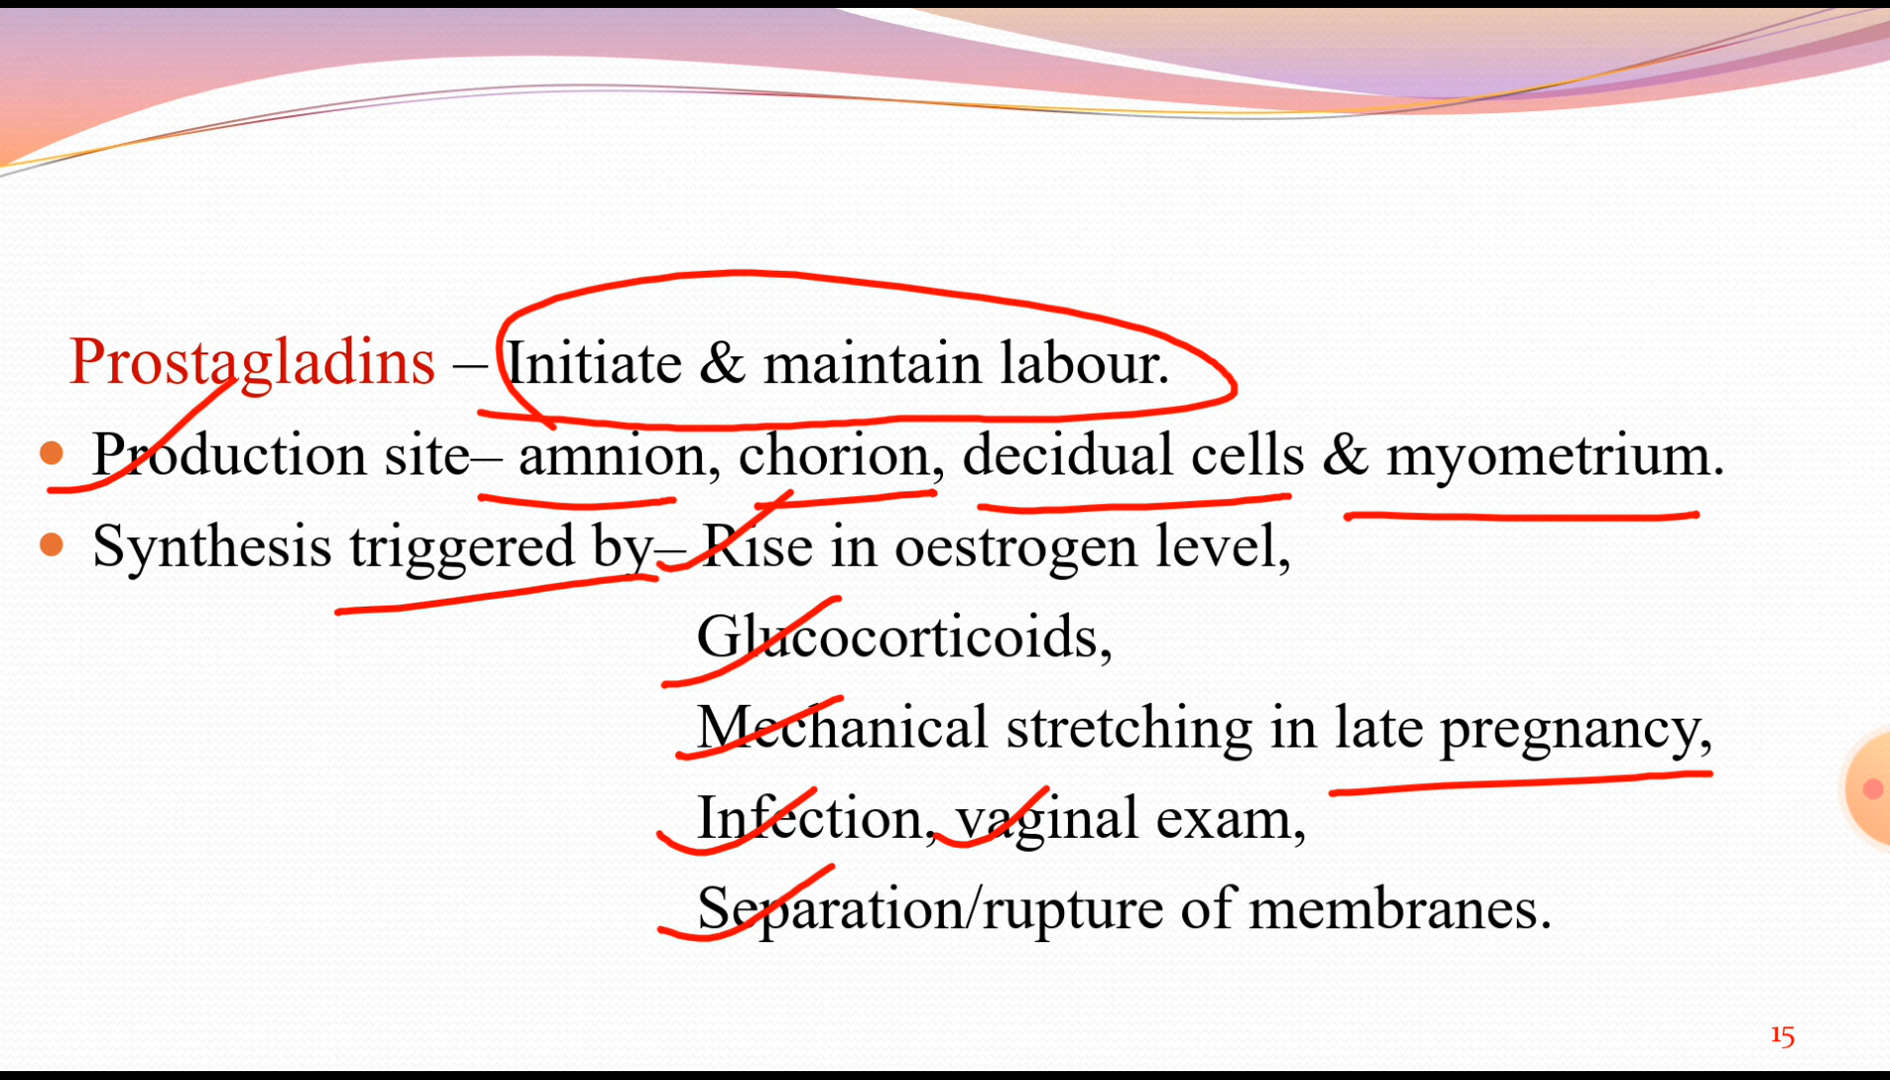 Prostagladins – Initiate & maintain labour.
Production site– amnion, chorion, decidual cells & myometrium.
Synthesis triggered by– Rise in oestrogen level,
Glucocorticoids,
Mechanical stretching in late pregnancy,
Infection, vaginal exam,
Separation/rupture of membranes.
15